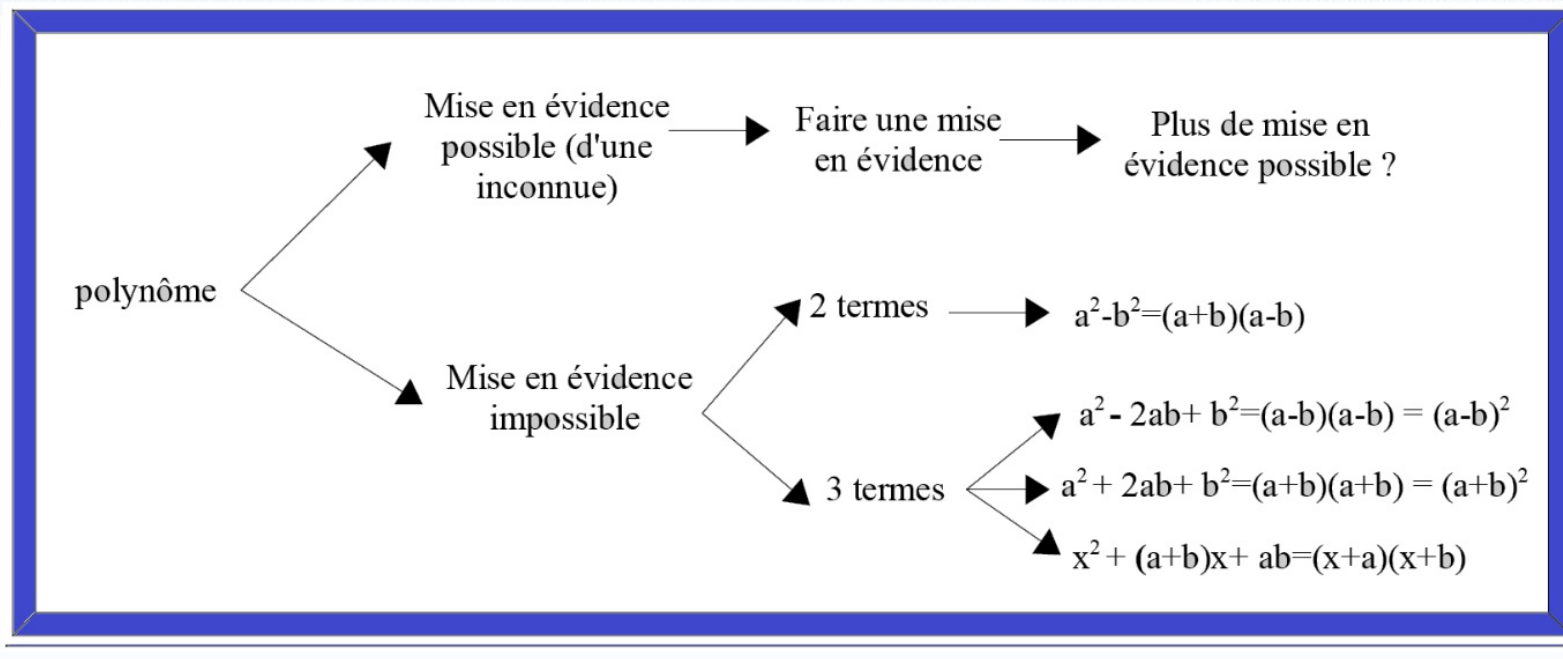 Mise en évidence
possible (d'une
inconnue)
Faire une mise
en évidence
Plus de mise en
évidence possible ?
polynôme
Mise en évidence
impossible
2 termes
a²-b²=(a+b)(a-b)
3 termes
a² - 2ab+ b²=(a-b)(a-b) = (a-b)²
a² + 2ab+ b²=(a+b)(a+b) = (a+b)²
x² + (a+b)x+ ab=(x+a)(x+b)